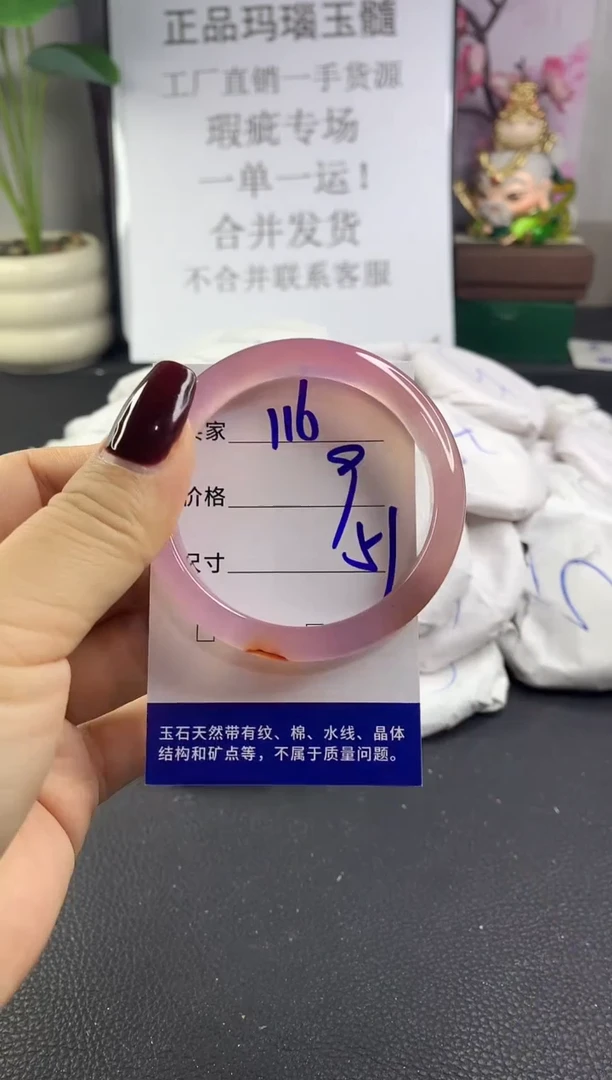 正品玛瑙玉髓
工厂直销一手货源
瑕疵专场
一单一运！
合并发货
不合并联系客服
家 116
价格 9
尺寸 51
玉石天然带有纹、棉、水线、晶体
结构和矿点等，不属于质量问题。